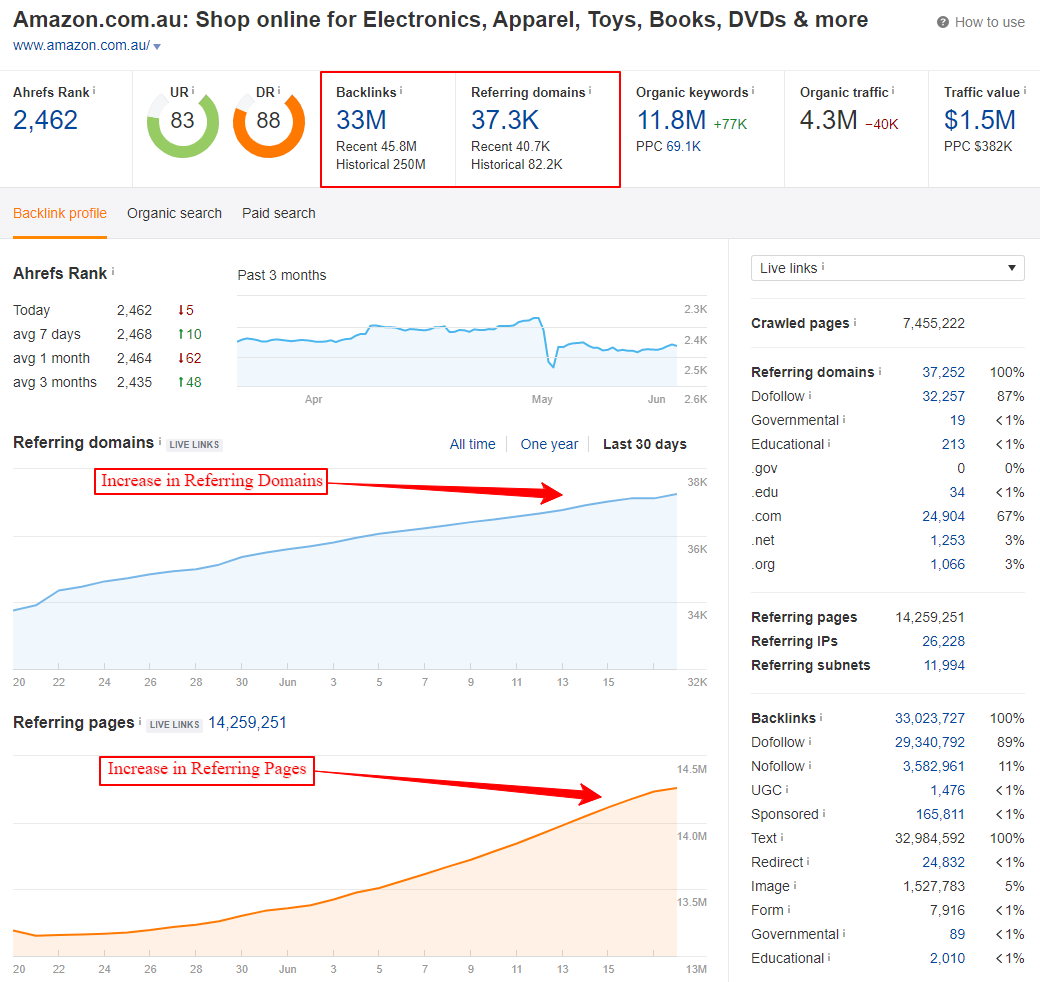 Amazon.com.au: Shop online for Electronics, Apparel, Toys, Books, DVDs & more
How to use
www.amazon.com.au/
Ahrefs Rank i
2,462
UR i
83
DR i
88
Backlinks i
33M
Recent 45.8M
Historical 250M
Referring domains i
37.3K
Recent 40.7K
Historical 82.2K
Organic keywords i
11.8M +77K
PPC 69.1K
Organic traffic i
4.3M −40K
Traffic value i
$1.5M
PPC $382K
Backlink profile Organic search Paid search
Ahrefs Rank i
Today 2,462 ↓5
avg 7 days 2,468 ↑10
avg 1 month 2,464 ↓62
avg 3 months 2,435 ↑48
Past 3 months
2.3K
2.4K
2.5K
2.6K
Apr May Jun
Referring domains i LIVE LINKS
All time One year Last 30 days
Increase in Referring Domains
38K
36K
34K
32K
20 22 24 26 28 30 Jun 3 5 7 9 11 13 15
Referring pages i LIVE LINKS 14,259,251
Increase in Referring Pages
14.5M
14.0M
13.5M
13M
20 22 24 26 28 30 Jun 3 5 7 9 11 13 15
Live links i
Crawled pages i 7,455,222
Referring domains i 37,252 100%
Dofollow i 32,257 87%
Governmental i 19 <1%
Educational i 213 <1%
.gov 0 0%
.edu 34 <1%
.com 24,904 67%
.net 1,253 3%
.org 1,066 3%
Referring pages 14,259,251
Referring IPs 26,228
Referring subnets 11,994
Backlinks i 33,023,727 100%
Dofollow i 29,340,792 89%
Nofollow i 3,582,961 11%
UGC i 1,476 <1%
Sponsored i 165,811 <1%
Text i 32,984,592 100%
Redirect i 24,832 <1%
Image i 1,527,783 5%
Form i 7,916 <1%
Governmental i 89 <1%
Educational i 2,010 <1%